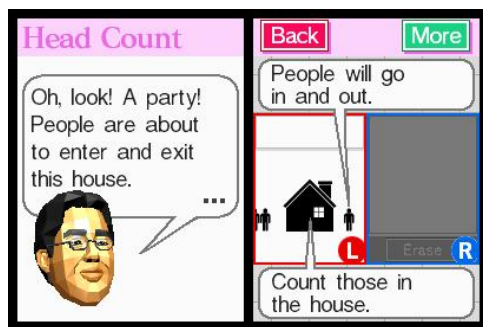 Head Count
Oh, look! A party!
People are about
to enter and exit
this house.
...
Back
More
People will go
in and out.
L
Erase
R
Count those in
the house.